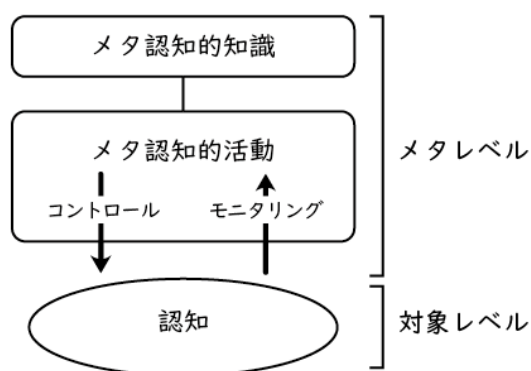 メタ認知的知識
メタ認知的活動
コントロール
モニタリング
認知
メタレベル
対象レベル